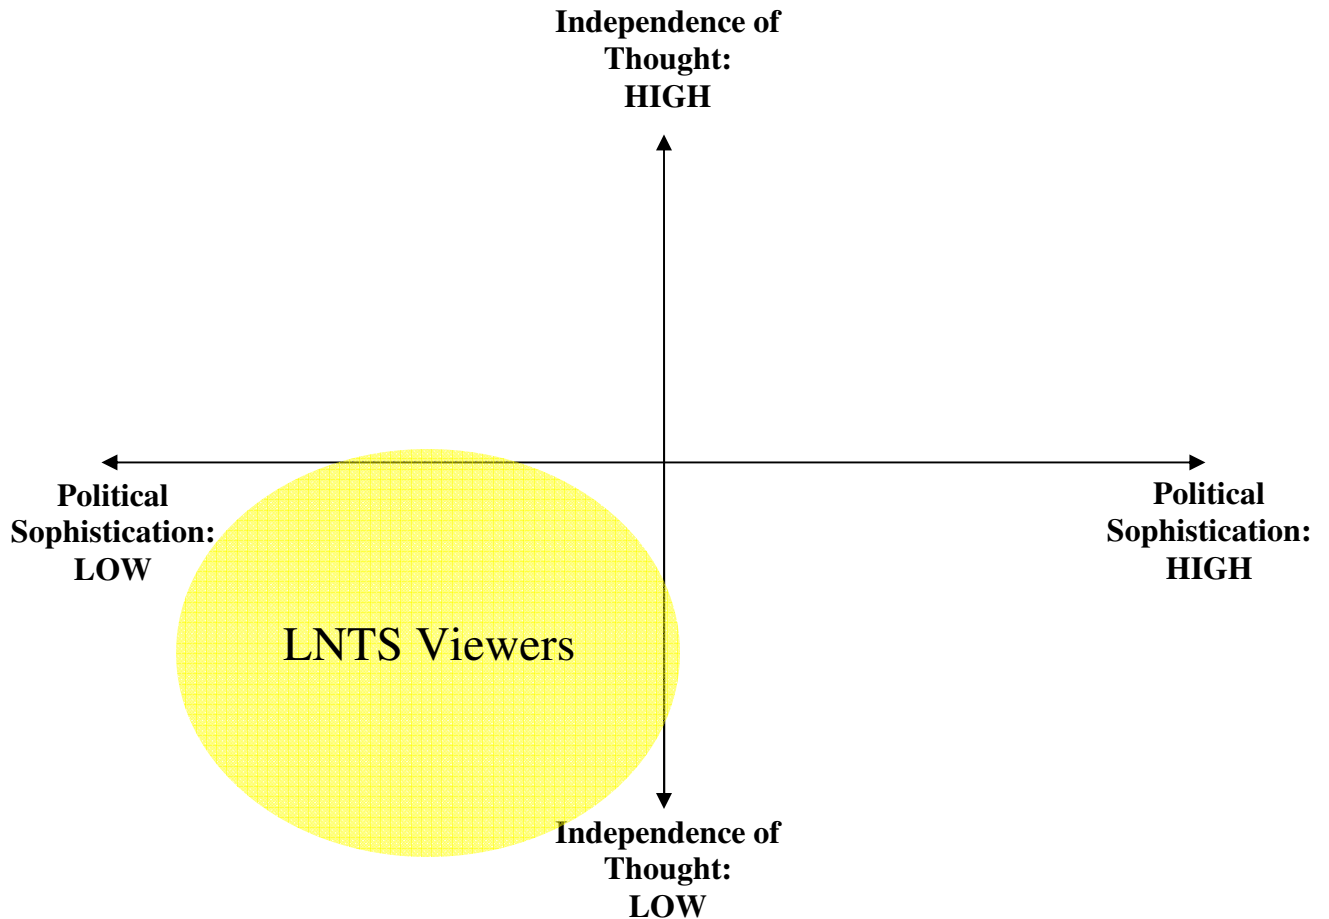 Independence of
Thought:
HIGH
Political
Sophistication:
LOW
Political
Sophistication:
HIGH
LNTS Viewers
Independence of
Thought:
LOW